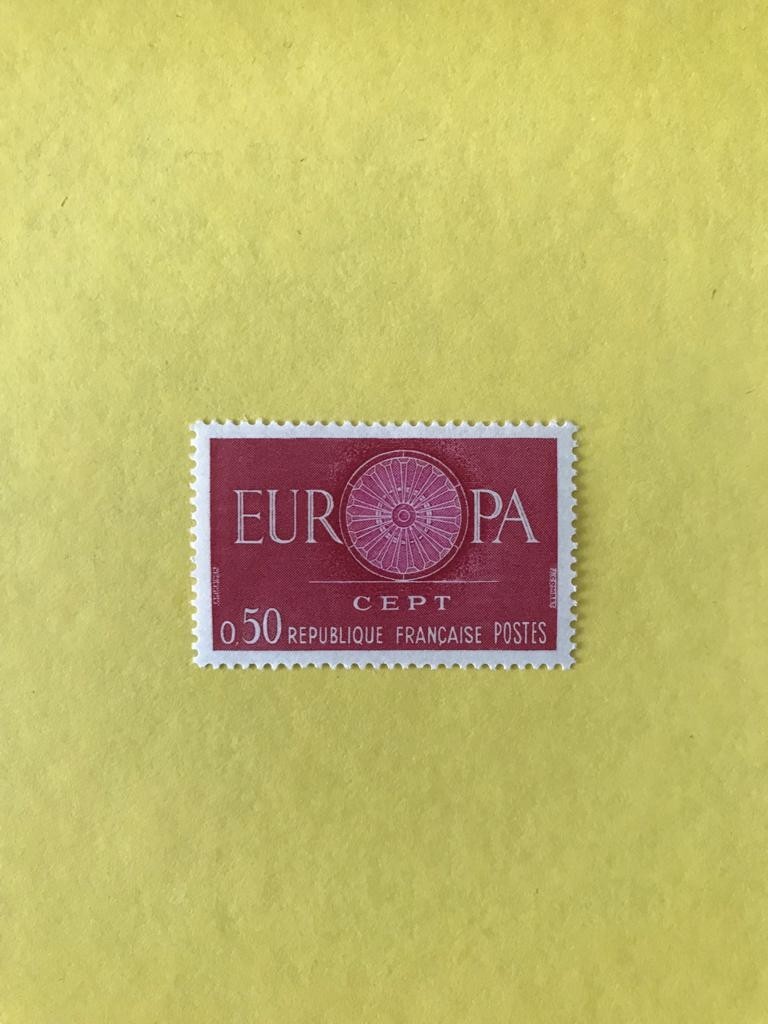 EUROPA
CEPT
0,50 REPUBLIQUE FRANÇAISE POSTES